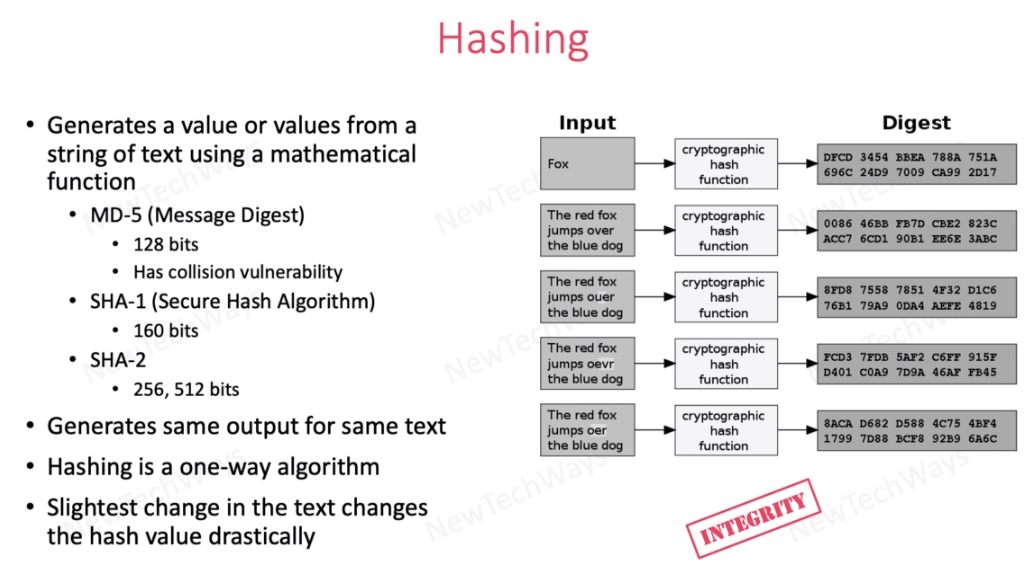 Hashing
• Generates a value or values from a
string of text using a mathematical
function
• MD-5 (Message Digest)
• 128 bits
• Has collision vulnerability
• SHA-1 (Secure Hash Algorithm)
• 160 bits
• SHA-2
• 256, 512 bits
• Generates same output for same text
• Hashing is a one-way algorithm
• Slightest change in the text changes
the hash value drastically
Input
Digest
Fox
cryptographic
hash
function
DFCD 3454 BBEA 788A 751A
696C 24D9 7009 CA99 2D17
The red fox
jumps over
the blue dog
cryptographic
hash
function
0086 46BB FB7D CBE2 823C
ACC7 6CD1 90B1 EE6E 3ABC
The red fox
jumps ouer
the blue dog
cryptographic
hash
function
8FD8 7558 7851 4F32 D1C6
76B1 79A9 0DA4 AEFE 4819
The red fox
jumps oevr
the blue dog
cryptographic
hash
function
FCD3 7FDB 5AF2 C6FF 915F
D401 C0A9 7D9A 46AF FB45
The red fox
jumps oer
the blue dog
cryptographic
hash
function
8ACA D682 D588 4C75 4BF4
1799 7D88 BCF8 92B9 6A6C
INTEGRITY
NewTechWays
NewTechWays
NewTechWays
NewTechWays
NewTechWays
NewTechWays
NewTechWays
NewTechWays
NewTechWays